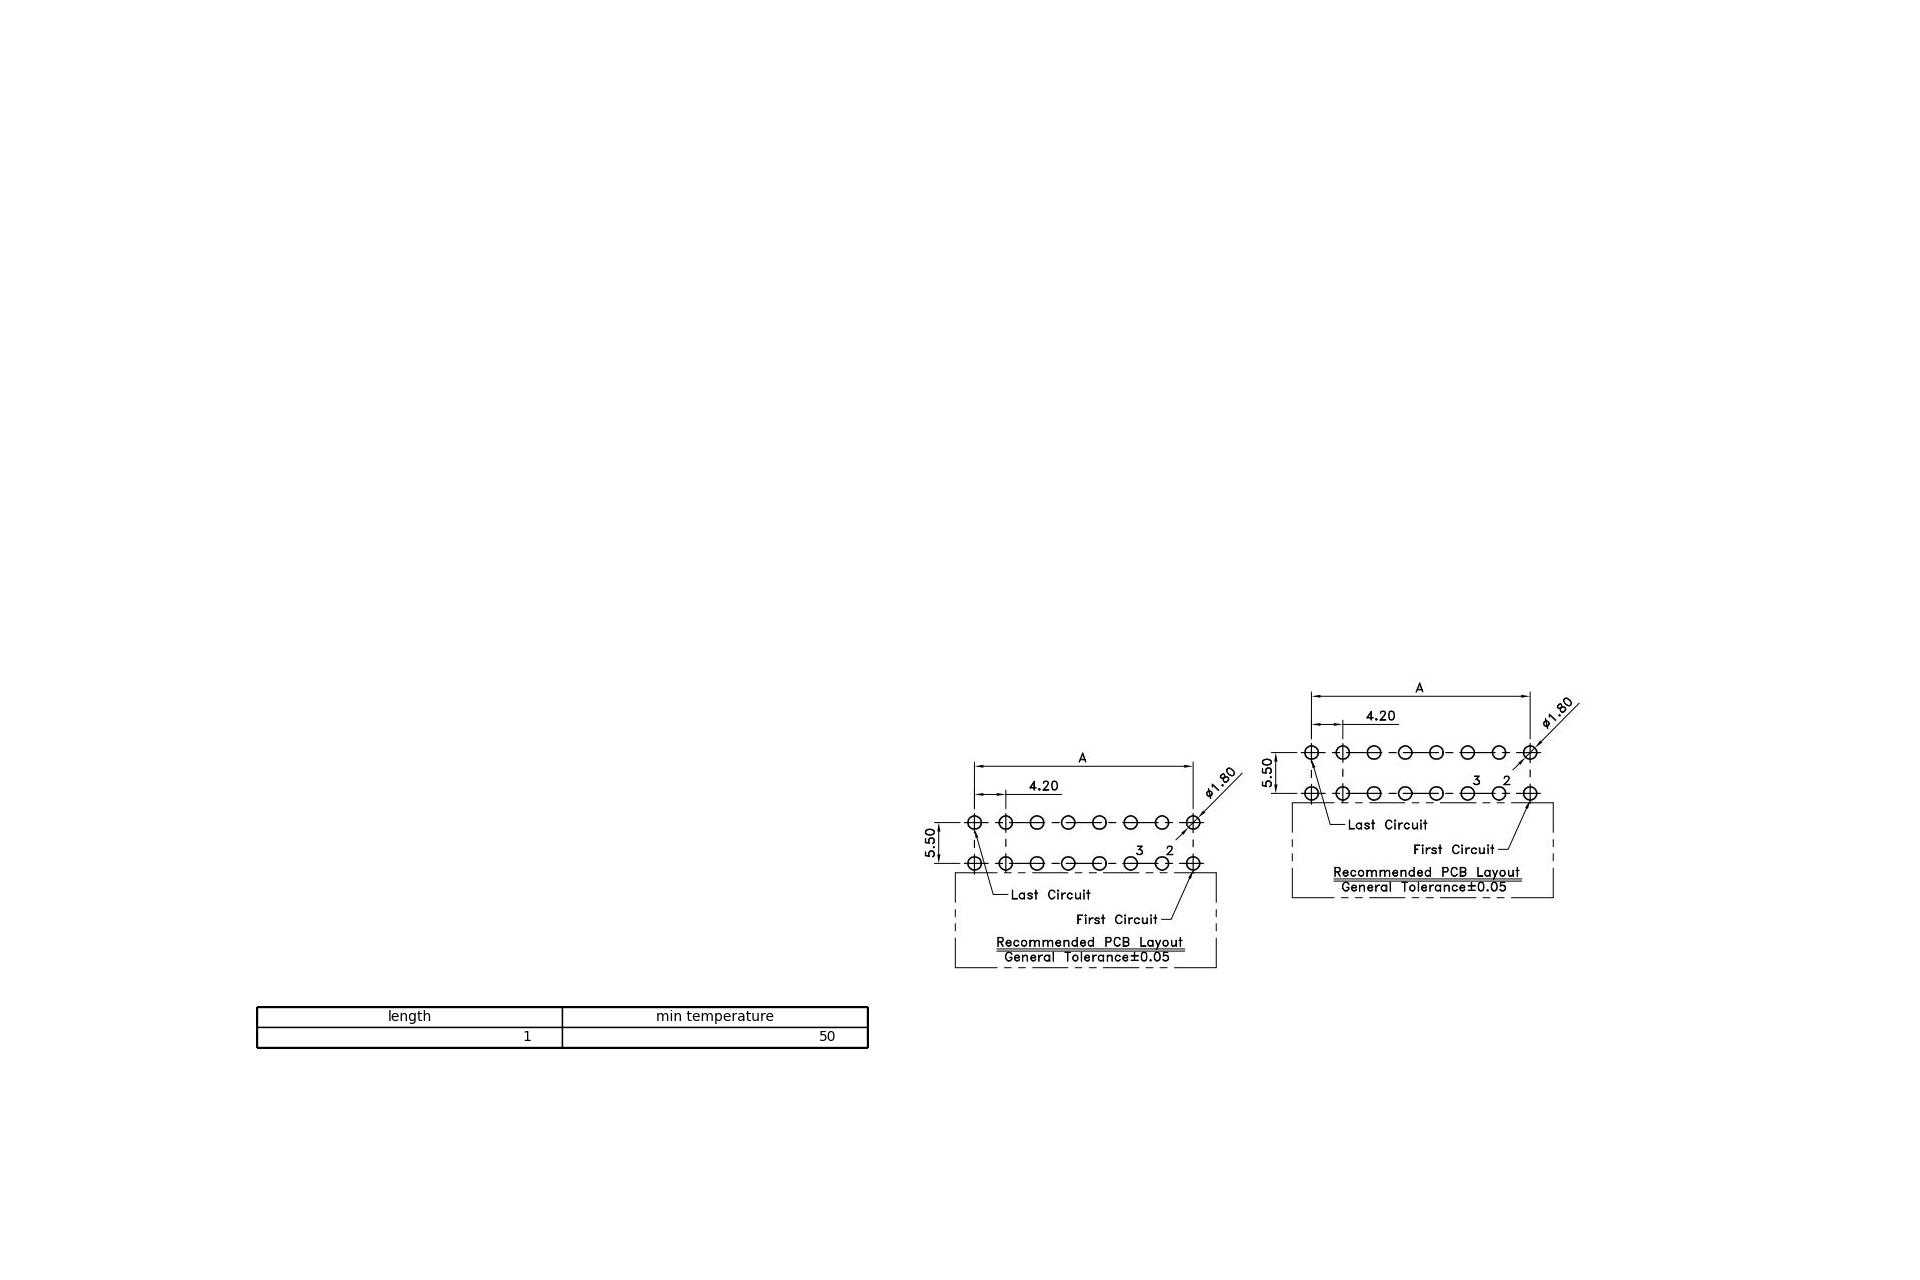 A
4.20
ø1.80
5.50
3 2
Last Circuit
First Circuit
Recommended PCB Layout
General Tolerance±0.05
A
4.20
ø1.80
5.50
3 2
Last Circuit
First Circuit
Recommended PCB Layout
General Tolerance±0.05
length min temperature
1 50